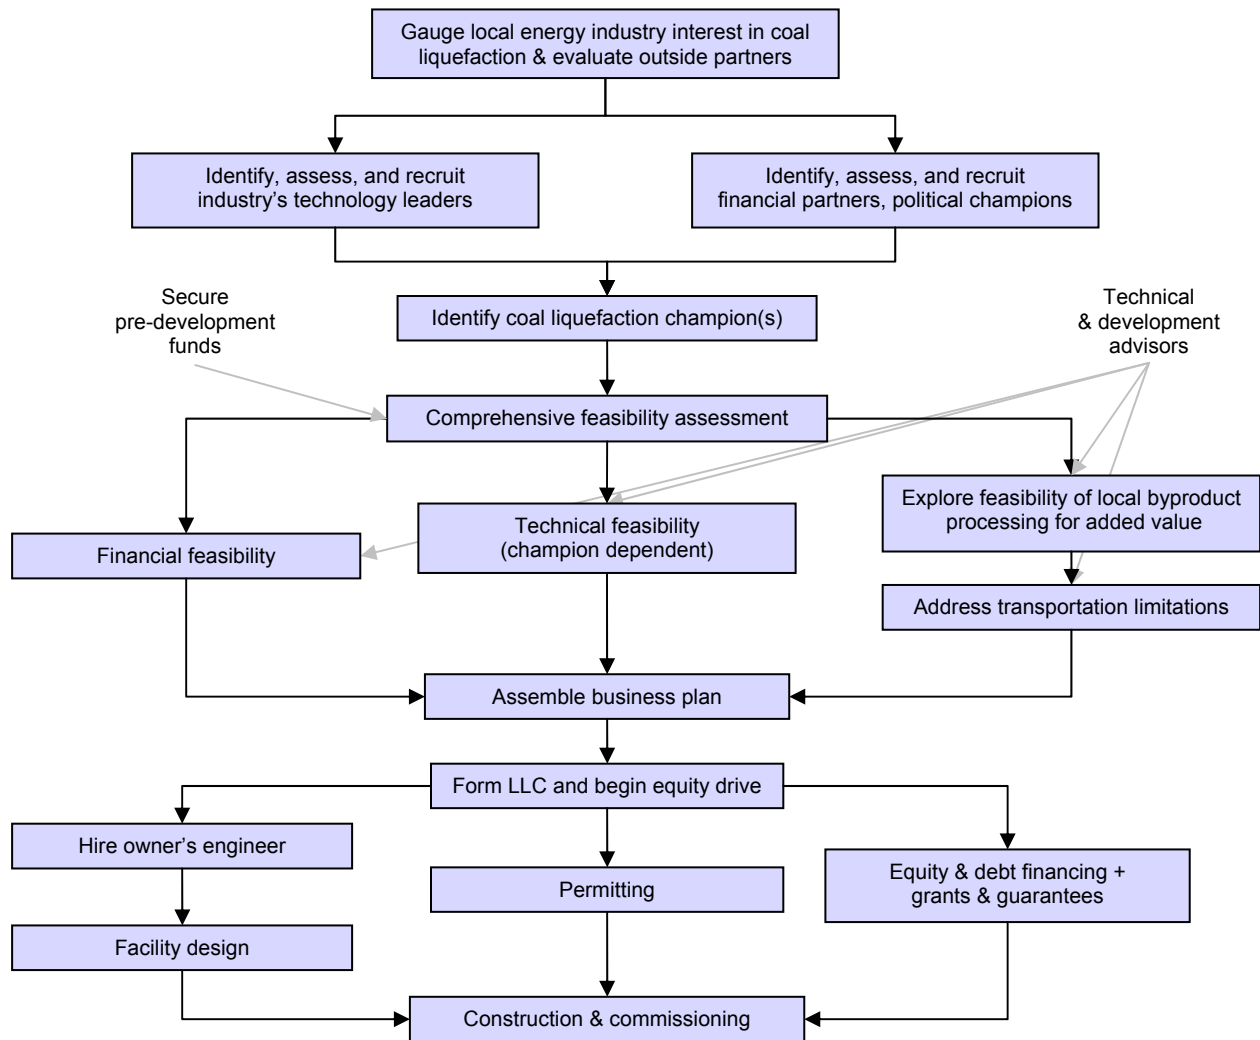 Gauge local energy industry interest in coal
liquefaction & evaluate outside partners
Identify, assess, and recruit
industry’s technology leaders
Identify, assess, and recruit
financial partners, political champions
Secure
pre-development
funds
Identify coal liquefaction champion(s)
Technical
& development
advisors
Comprehensive feasibility assessment
Financial feasibility
Technical feasibility
(champion dependent)
Explore feasibility of local byproduct
processing for added value
Address transportation limitations
Assemble business plan
Form LLC and begin equity drive
Hire owner’s engineer
Permitting
Equity & debt financing +
grants & guarantees
Facility design
Construction & commissioning